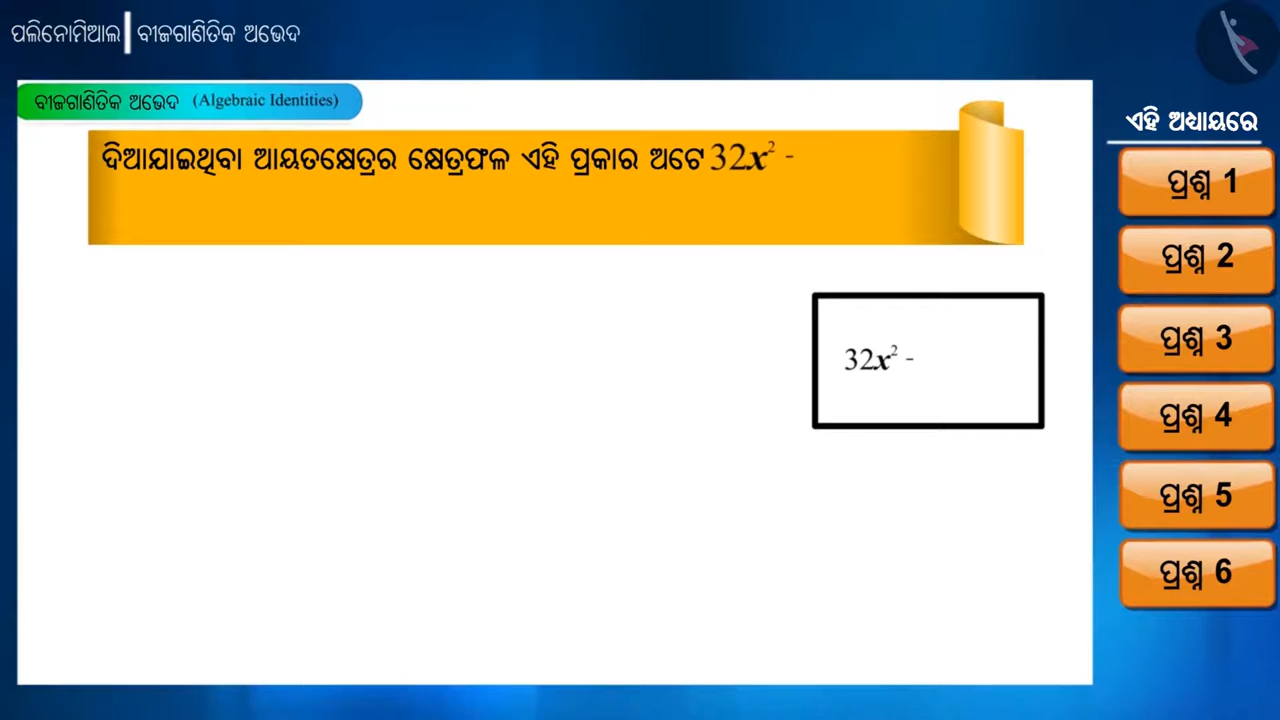 ପଲିନୋମିଆଲ | ବୀଜଗାଣିତିକ ଅଭେଦ
ବୀଜଗାଣିତିକ ଅଭେଦ (Algebraic Identities)
ଦିଆଯାଇଥିବା ଆୟତକ୍ଷେତ୍ରର କ୍ଷେତ୍ରଫଳ ଏହି ପ୍ରକାର ଅଟେ 32x² -
32x² -
ଏହି ଅଧ୍ୟାୟରେ
ପ୍ରଶ୍ନ 1
ପ୍ରଶ୍ନ 2
ପ୍ରଶ୍ନ 3
ପ୍ରଶ୍ନ 4
ପ୍ରଶ୍ନ 5
ପ୍ରଶ୍ନ 6